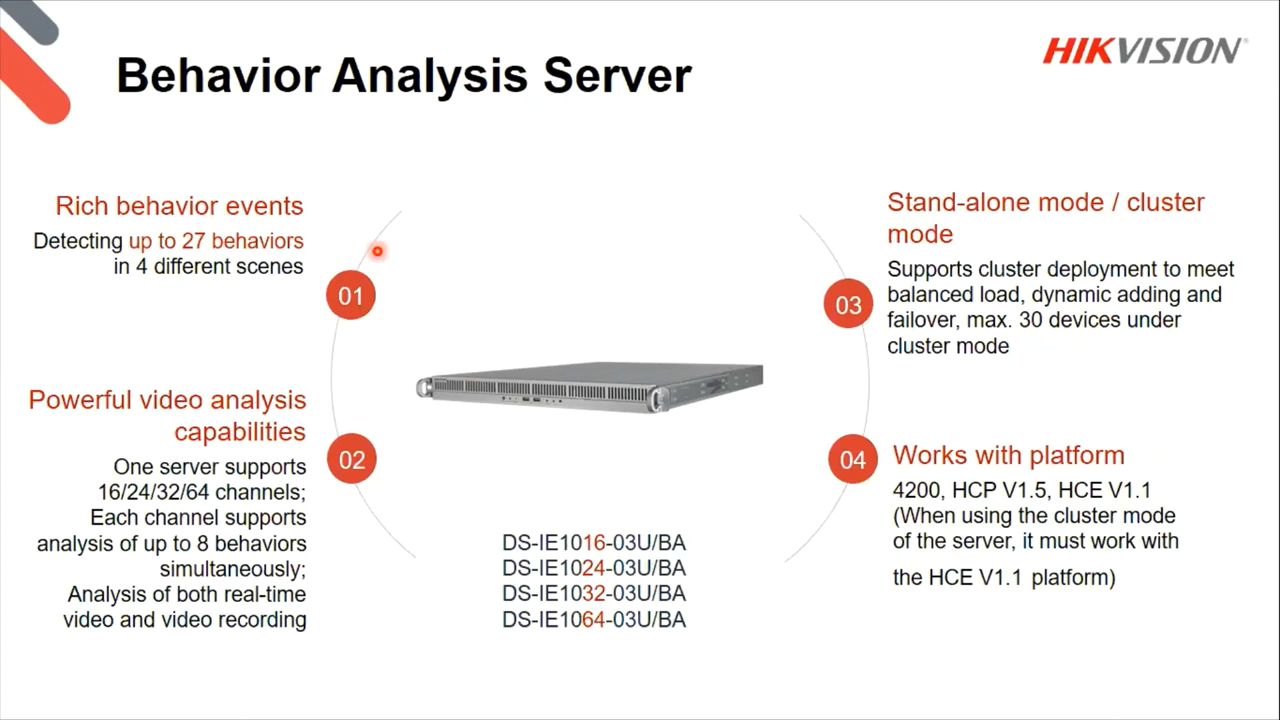 HIKVISION®
Behavior Analysis Server
Rich behavior events
Detecting up to 27 behaviors
in 4 different scenes
01
Powerful video analysis
capabilities
02
One server supports
16/24/32/64 channels;
Each channel supports
analysis of up to 8 behaviors
simultaneously;
Analysis of both real-time
video and video recording
DS-IE1016-03U/BA
DS-IE1024-03U/BA
DS-IE1032-03U/BA
DS-IE1064-03U/BA
Stand-alone mode / cluster
mode
03
Supports cluster deployment to meet
balanced load, dynamic adding and
failover, max. 30 devices under
cluster mode
04
Works with platform
4200, HCP V1.5, HCE V1.1
(When using the cluster mode
of the server, it must work with
the HCE V1.1 platform)